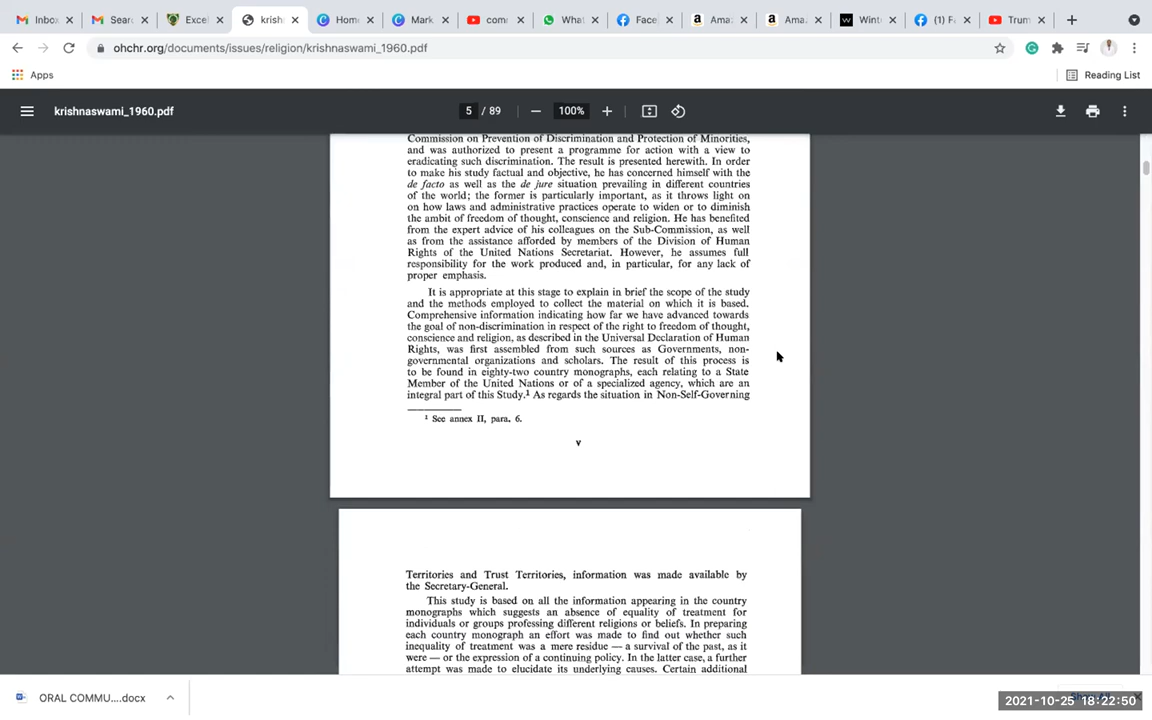 Inbo
Sear
Excel
krish
Hom
Mark
com
What
Face
Ama
Ama
Wint
(1) Fa
Trum
ohchr.org/documents/issues/religion/krishnaswami_1960.pdf
Apps
Reading List
krishnaswami_1960.pdf
5 / 89
100%
Commission on Prevention of Discrimination and Protection of Minorities,
and was authorized to present a programme for action with a view to
eradicating such discrimination. The result is presented herewith. In order
to make his study factual and objective, he has concerned himself with the
de facto as well as the de jure situation prevailing in different countries
of the world; the former is particularly important, as it throws light on
on how laws and administrative practices operate to widen or to diminish
the ambit of freedom of thought, conscience and religion. He has benefited
from the expert advice of his colleagues on the Sub-Commission, as well
as from the assistance afforded by members of the Division of Human
Rights of the United Nations Secretariat. However, he assumes full
responsibility for the work produced and, in particular, for any lack of
proper emphasis.
It is appropriate at this stage to explain in brief the scope of the study
and the methods employed to collect the material on which it is based.
Comprehensive information indicating how far we have advanced towards
the goal of non-discrimination in respect of the right to freedom of thought,
conscience and religion, as described in the Universal Declaration of Human
Rights, was first assembled from such sources as Governments, non-
governmental organizations and scholars. The result of this process is
to be found in eighty-two country monographs, each relating to a State
Member of the United Nations or of a specialized agency, which are an
integral part of this Study.¹ As regards the situation in Non-Self-Governing
¹ See annex II, para. 6.
v
Territories and Trust Territories, information was made available by
the Secretary-General.
This study is based on all the information appearing in the country
monographs which suggests an absence of equality of treatment for
individuals or groups professing different religions or beliefs. In preparing
each country monograph an effort was made to find out whether such
inequality of treatment was a mere residue — a survival of the past, as it
were — or the expression of a continuing policy. In the latter case, a further
attempt was made to elucidate its underlying causes. Certain additional
ORAL COMMU....docx
2021-10-25 18:22:50